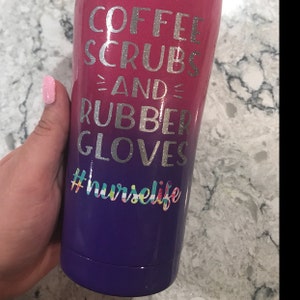 COFFEE
SCRUBS
AND
RUBBER
GLOVES
#nurselife